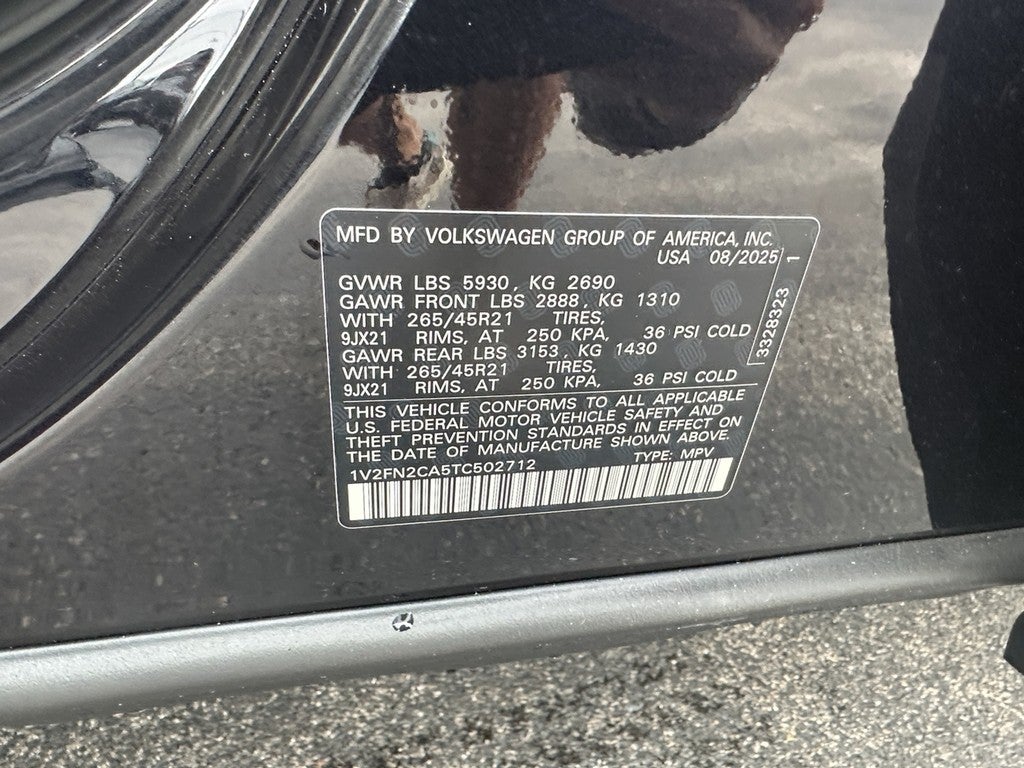 MFD BY VOLKSWAGEN GROUP OF AMERICA, INC.
USA 08/2025
GVWR LBS 5930, KG 2690
GAWR FRONT LBS 2888, KG 1310
WITH 265/45R21 TIRES,
9JX21 RIMS, AT 250 KPA, 36 PSI COLD
GAWR REAR LBS 3153, KG 1430
WITH 265/45R21 TIRES,
9JX21 RIMS, AT 250 KPA, 36 PSI COLD
3328323 1
THIS VEHICLE CONFORMS TO ALL APPLICABLE
U.S. FEDERAL MOTOR VEHICLE SAFETY AND
THEFT PREVENTION STANDARDS IN EFFECT ON
THE DATE OF MANUFACTURE SHOWN ABOVE.
1V2FN2CA5TC502712 TYPE: MPV